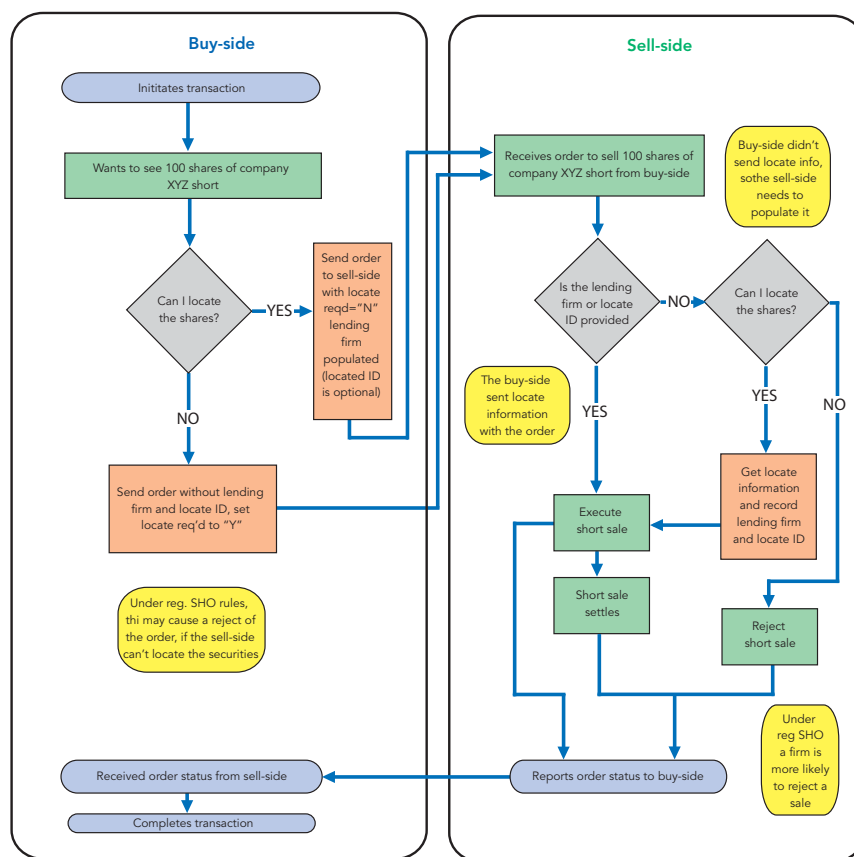 Buy-side
Inititates transaction
Wants to see 100 shares of company
XYZ short
Can I locate
the shares?
YES
Send order
to sell-side
with locate
reqd=“N”
lending
firm
populated
(located ID
is optional)
NO
Send order without lending
firm and locate ID, set
locate req’d to “Y”
Under reg. SHO rules,
thi may cause a reject of
the order, if the sell-side
can’t locate the securities
Received order status from sell-side
Completes transaction
Sell-side
Receives order to sell 100 shares of
company XYZ short from buy-side
Buy-side didn’t
send locate info,
sothe sell-side
needs to
populate it
Is the lending
firm or locate
ID provided
NO
Can I locate
the shares?
The buy-side
sent locate
information
with the order
YES
YES
NO
Get locate
information
and record
lending firm
and locate ID
Execute
short sale
Short sale
settles
Reject
short sale
Under
reg SHO
a firm is
more likely
to reject a
sale
Reports order status to buy-side